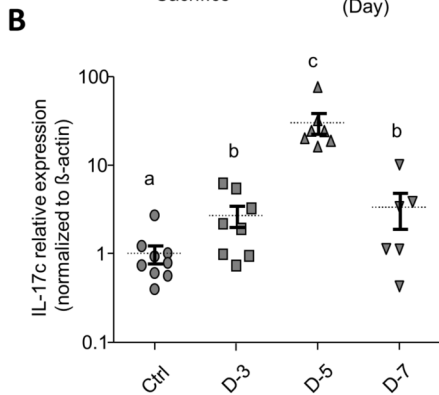 (Day)
B
c
b
b
a
100
10
1
0.1
IL-17c relative expression
(normalized to ß-actin)
Ctrl
D-3
D-5
D-7